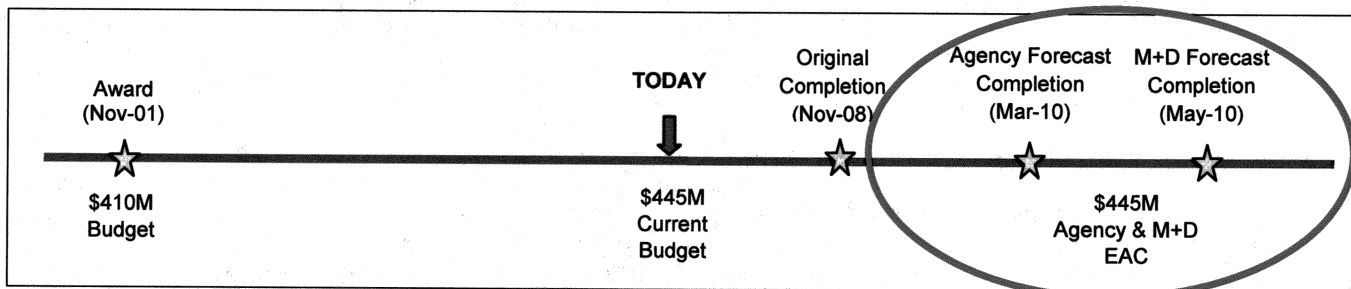 Award
(Nov-01)
$410M
Budget
TODAY
$445M
Current
Budget
Original
Completion
(Nov-08)
Agency Forecast
Completion
(Mar-10)
M+D Forecast
Completion
(May-10)
$445M
Agency & M+D
EAC